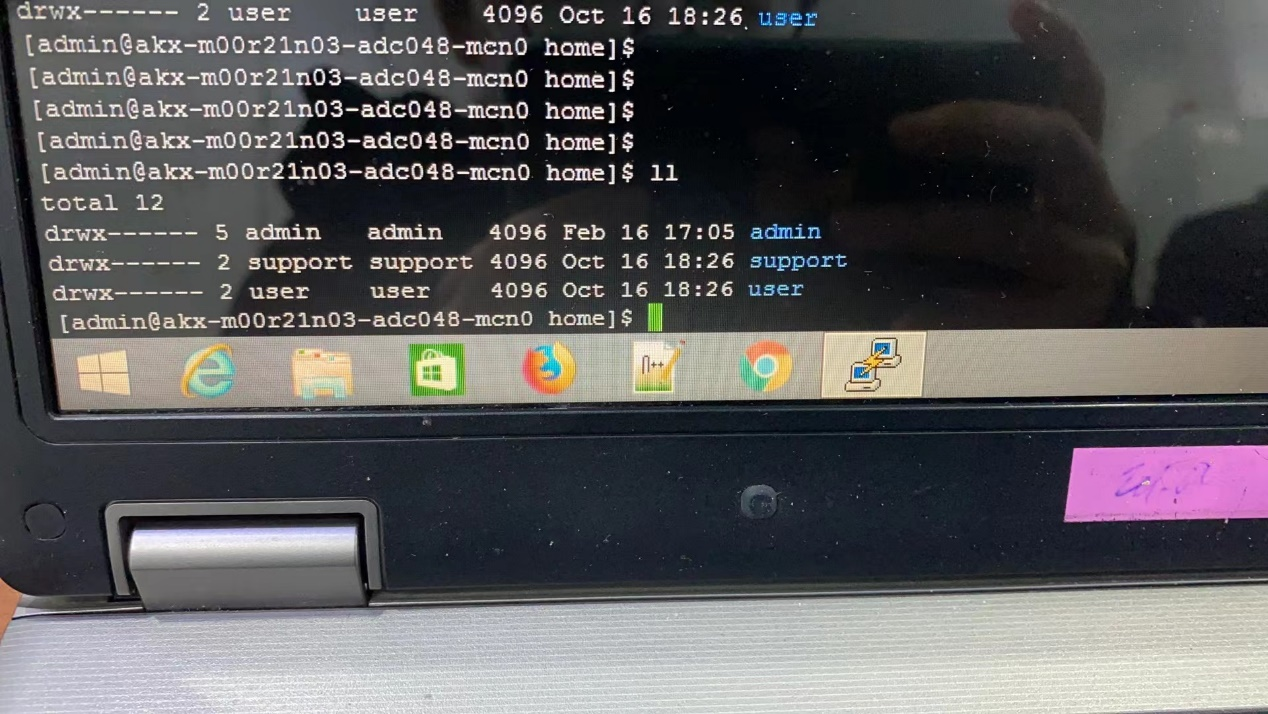 drwx------ 2 user user 4096 Oct 16 18:26 user
[admin@akx-m00r21n03-adc048-mcn0 home]$
[admin@akx-m00r21n03-adc048-mcn0 home]$
[admin@akx-m00r21n03-adc048-mcn0 home]$
[admin@akx-m00r21n03-adc048-mcn0 home]$
[admin@akx-m00r21n03-adc048-mcn0 home]$ ll
total 12
drwx------ 5 admin admin 4096 Feb 16 17:05 admin
drwx------ 2 support support 4096 Oct 16 18:26 support
drwx------ 2 user user 4096 Oct 16 18:26 user
[admin@akx-m00r21n03-adc048-mcn0 home]$